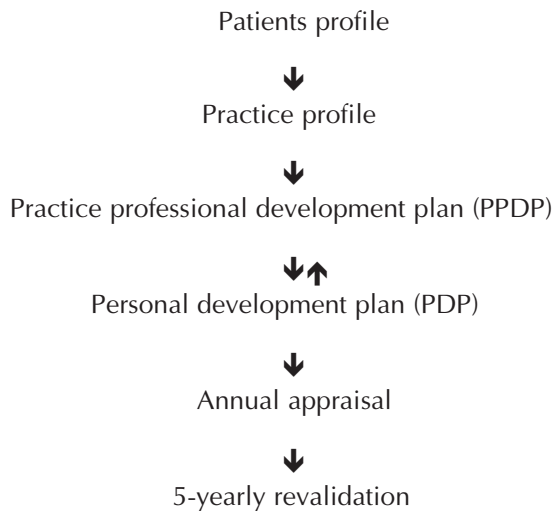 Patients profile
↓
Practice profile
↓
Practice professional development plan (PPDP)
↓↑
Personal development plan (PDP)
↓
Annual appraisal
↓
5-yearly revalidation